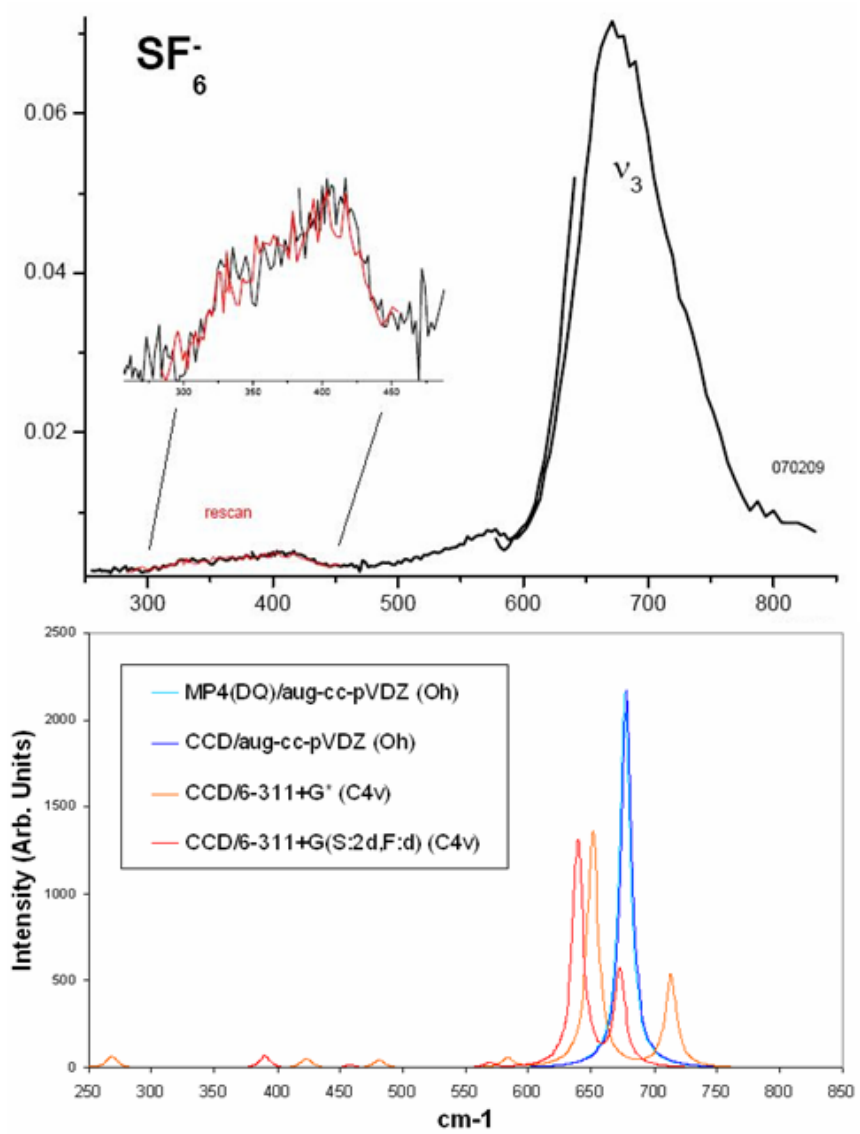 SF6-
0.06
ν3
0.04
300 350 400 450
0.02
070209
rescan
300 400 500 600 700 800
2500
MP4(DQ)/aug-cc-pVDZ (Oh)
2000
CCD/aug-cc-pVDZ (Oh)
CCD/6-311+G* (C4v)
1500
CCD/6-311+G(S:2d,F:d) (C4v)
Intensity (Arb. Units)
1000
500
0
250 300 350 400 450 500 550 600 650 700 750 800 850
cm-1